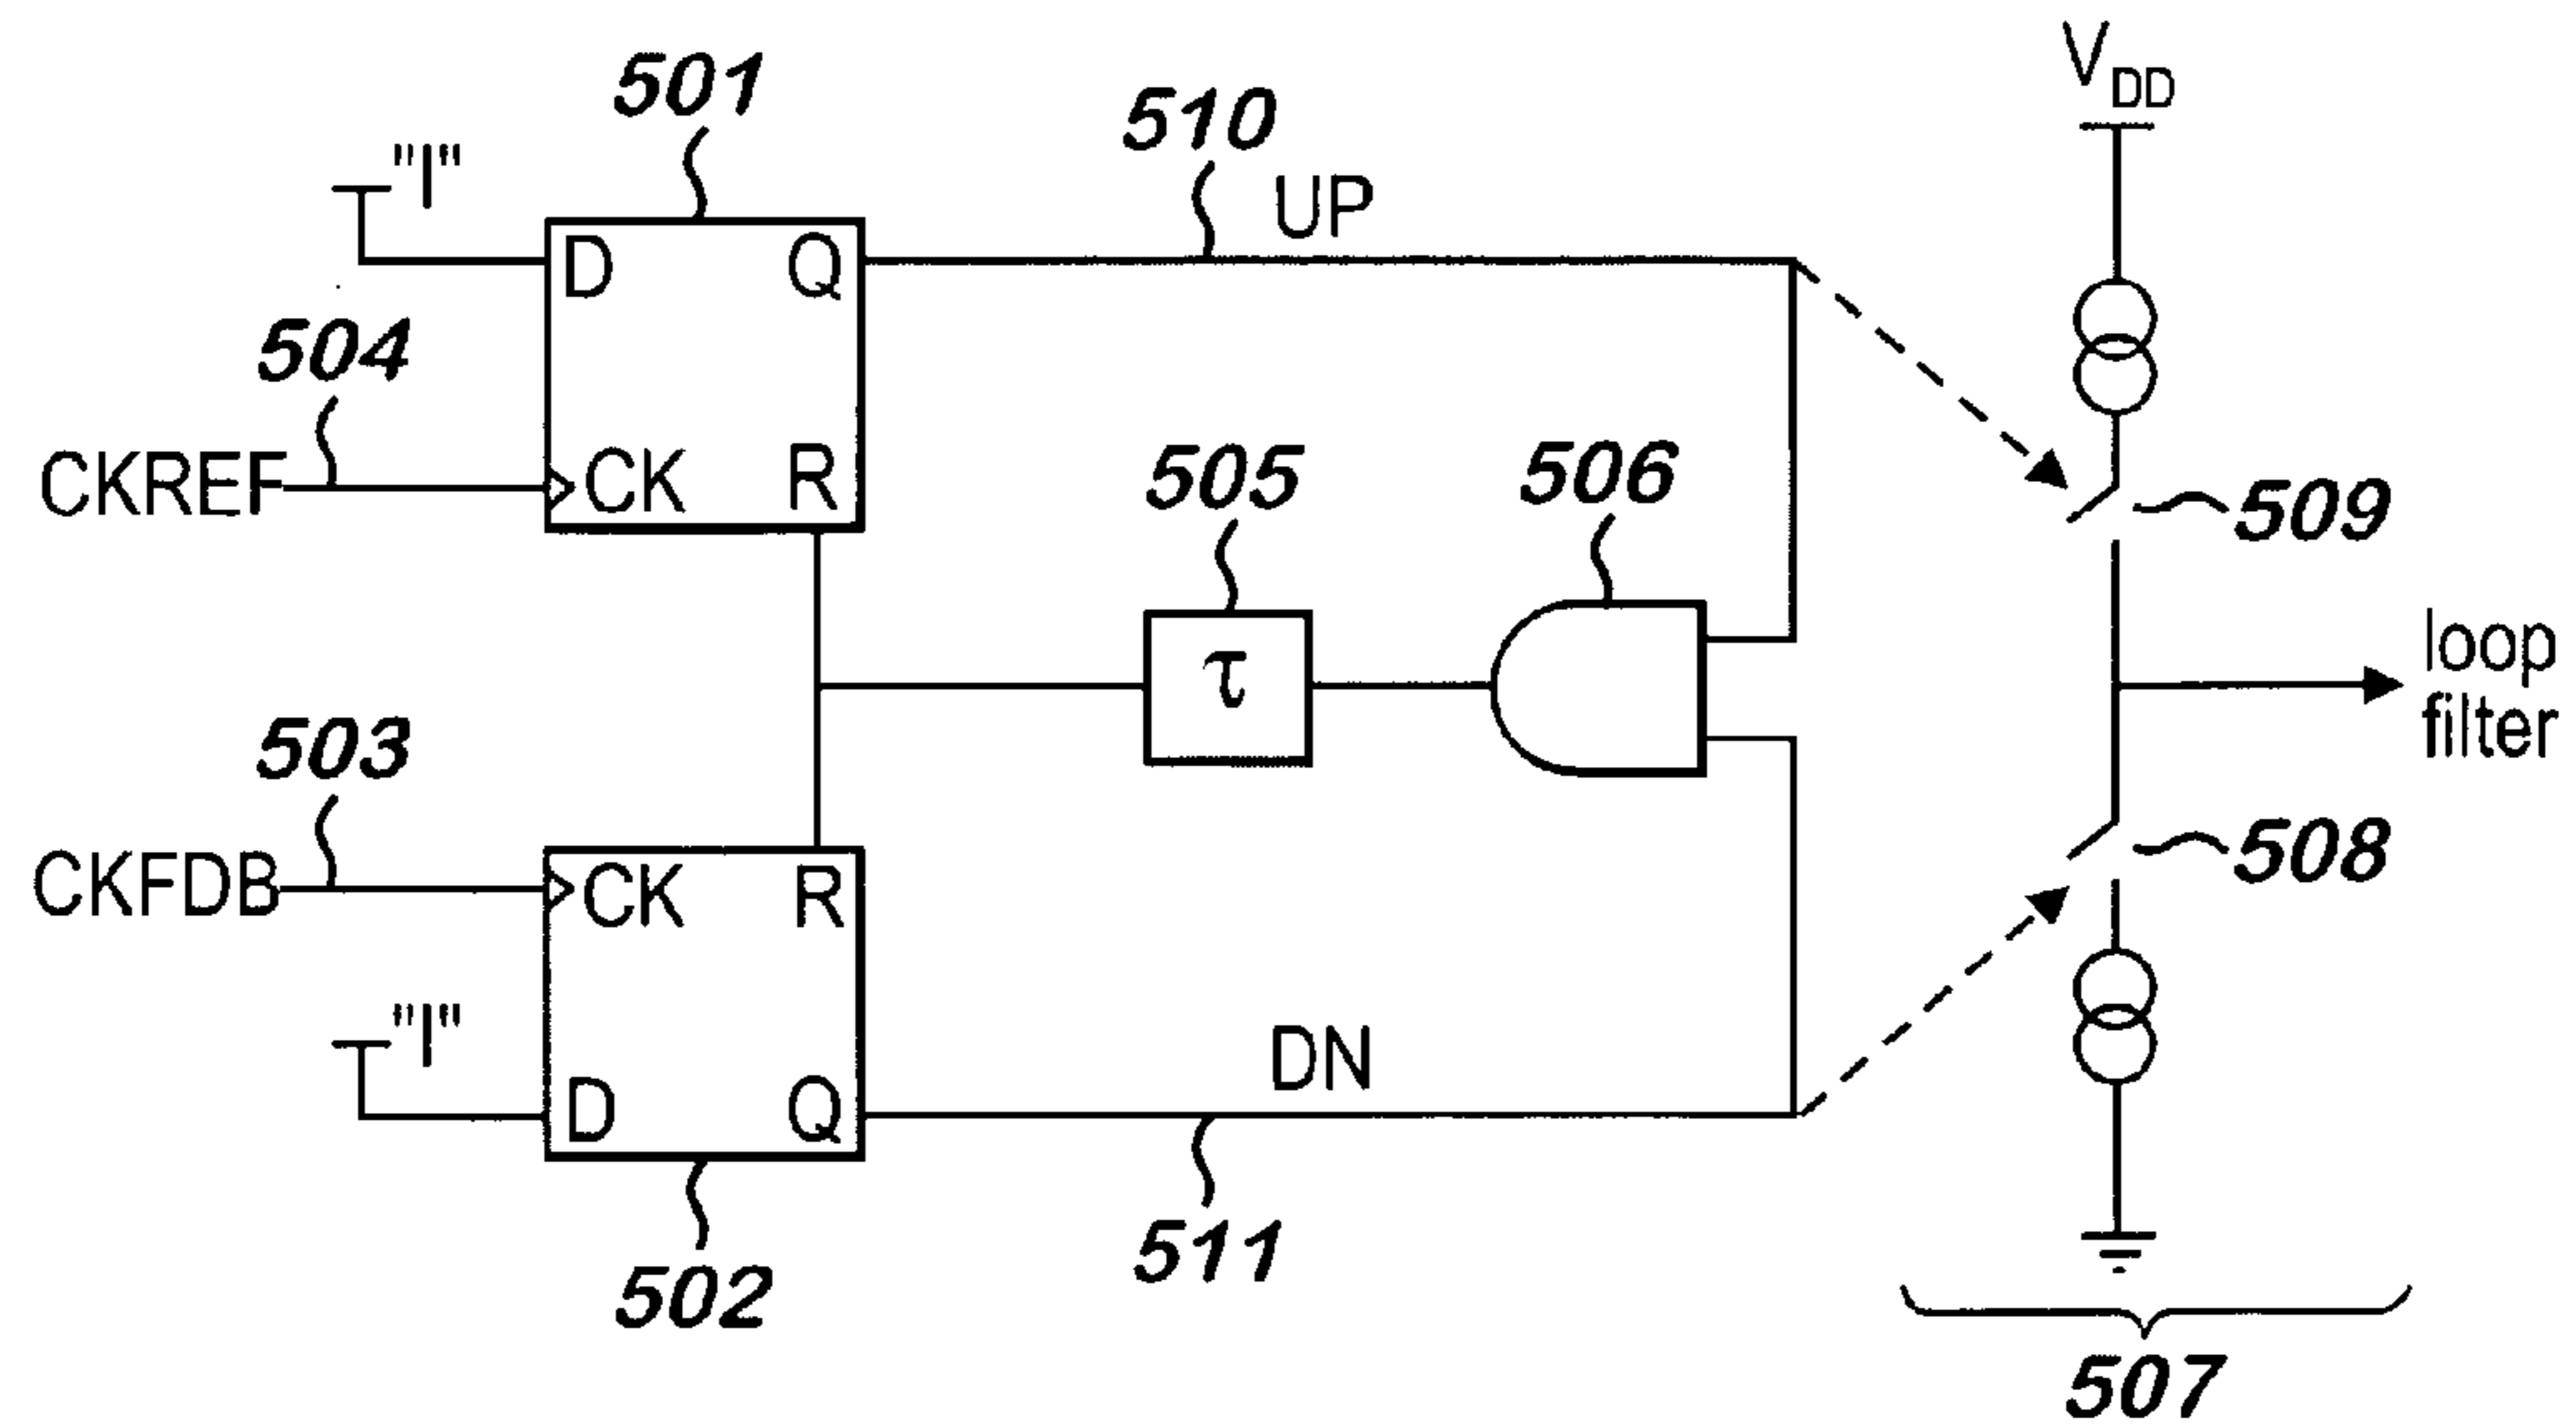 V DD
501
510
"I"
UP
D
Q
504
CKREF
CK
R
505
506
509
τ
loop
filter
503
CKFDB
CK
R
508
"I"
DN
D
Q
511
502
507